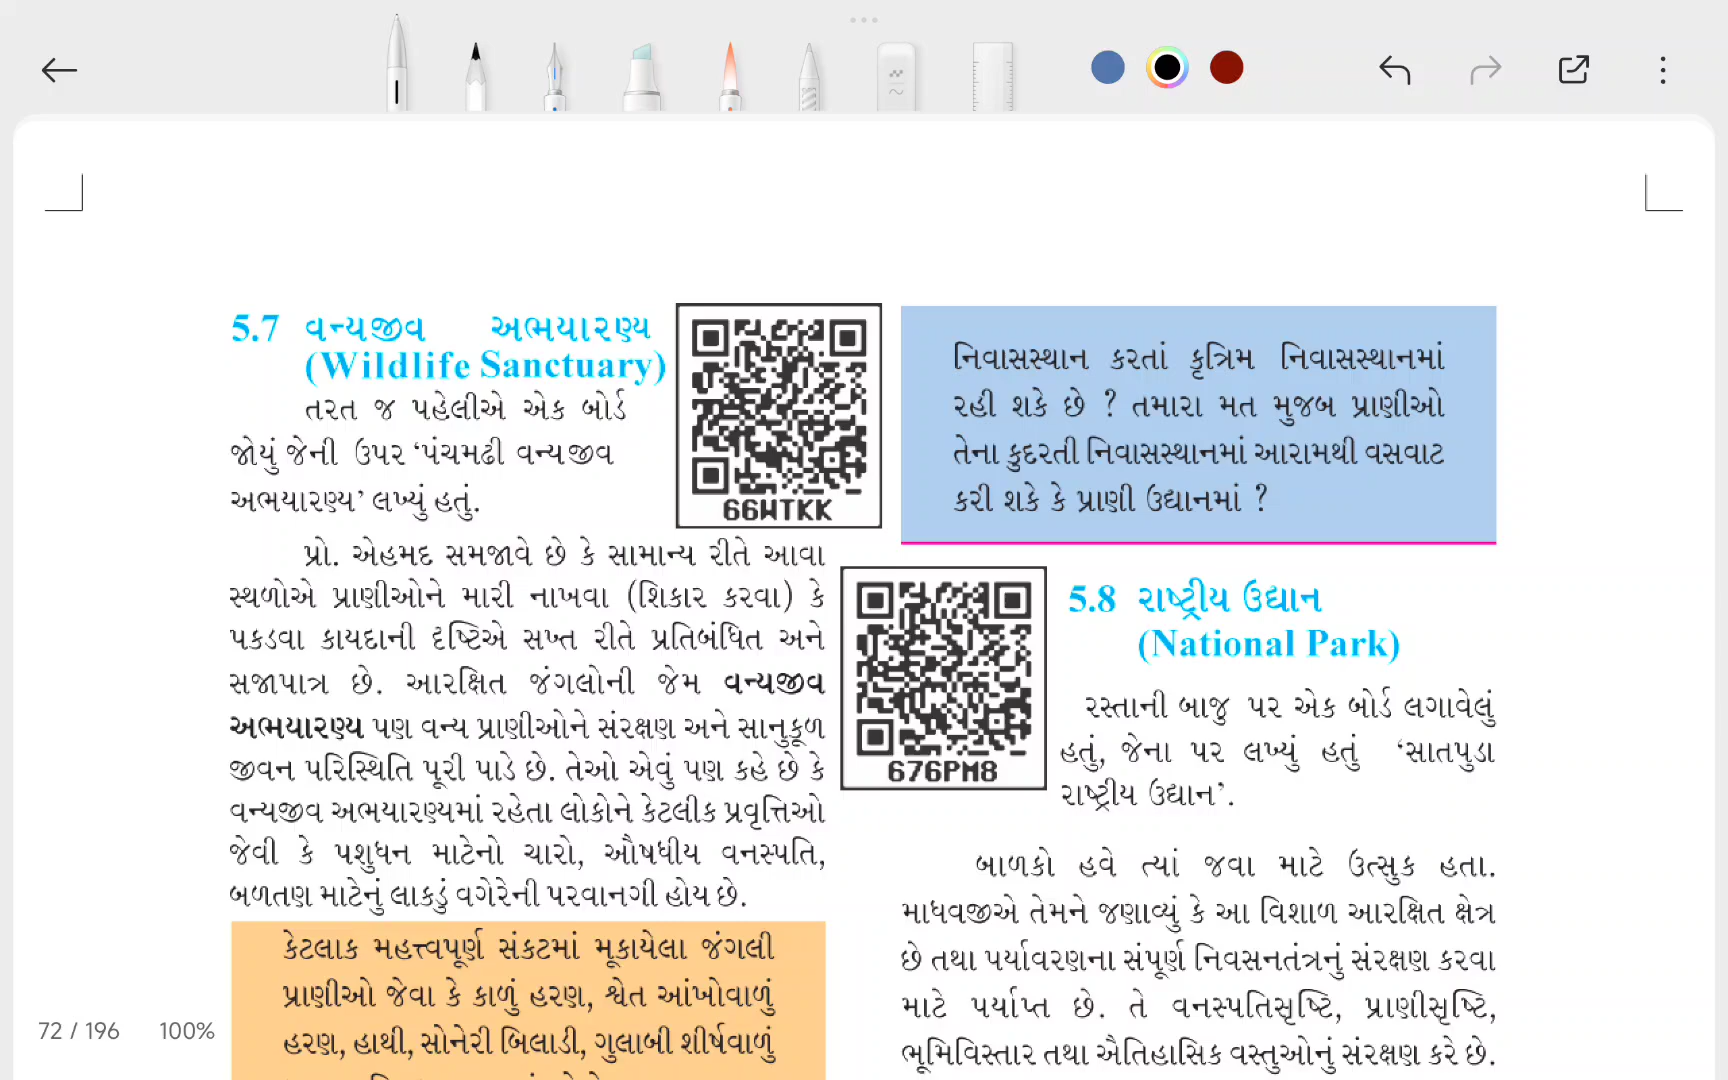 5.7 વન્યજીવ અભયારણ્ય
(Wildlife Sanctuary)
તરત જ પહેલીએ એક બોર્ડ
જોયું જેની ઉપર ‘પંચમઢી વન્યજીવ
અભયારણ્ય’ લખ્યું હતું.
66WTKK
પ્રો. એહમદ સમજાવે છે કે સામાન્ય રીતે આવા
સ્થળોએ પ્રાણીઓને મારી નાખવા (શિકાર કરવા) કે
પકડવા કાયદાની દૃષ્ટિએ સખ્ત રીતે પ્રતિબંધિત અને
સજાપાત્ર છે. આરક્ષિત જંગલોની જેમ વન્યજીવ
અભયારણ્ય પણ વન્ય પ્રાણીઓને સંરક્ષણ અને સાનુકૂળ
જીવન પરિસ્થિતિ પૂરી પાડે છે. તેઓ એવું પણ કહે છે કે
વન્યજીવ અભયારણ્યમાં રહેતા લોકોને કેટલીક પ્રવૃત્તિઓ
જેવી કે પશુધન માટેનો ચારો, ઔષધીય વનસ્પતિ,
બળતણ માટેનું લાકડું વગેરેની પરવાનગી હોય છે.
કેટલાક મહત્ત્વપૂર્ણ સંકટમાં મૂકાયેલા જંગલી
પ્રાણીઓ જેવા કે કાળું હરણ, શ્વેત આંખોવાળું
હરણ, હાથી, સોનેરી બિલાડી, ગુલાબી શીર્ષવાળું
નિવાસસ્થાન કરતાં કૃત્રિમ નિવાસસ્થાનમાં
રહી શકે છે ? તમારા મત મુજબ પ્રાણીઓ
તેના કુદરતી નિવાસસ્થાનમાં આરામથી વસવાટ
કરી શકે કે પ્રાણી ઉદ્યાનમાં ?
5.8 રાષ્ટ્રીય ઉદ્યાન
(National Park)
676PM8
રસ્તાની બાજુ પર એક બોર્ડ લગાવેલું
હતું, જેના પર લખ્યું હતું ‘સાતપુડા
રાષ્ટ્રીય ઉદ્યાન’.
બાળકો હવે ત્યાં જવા માટે ઉત્સુક હતા.
માધવજીએ તેમને જણાવ્યું કે આ વિશાળ આરક્ષિત ક્ષેત્ર
છે તથા પર્યાવરણના સંપૂર્ણ નિવસનતંત્રનું સંરક્ષણ કરવા
માટે પર્યાપ્ત છે. તે વનસ્પતિસૃષ્ટિ, પ્રાણીસૃષ્ટિ,
ભૂમિવિસ્તાર તથા ઐતિહાસિક વસ્તુઓનું સંરક્ષણ કરે છે.
72 / 196 100%